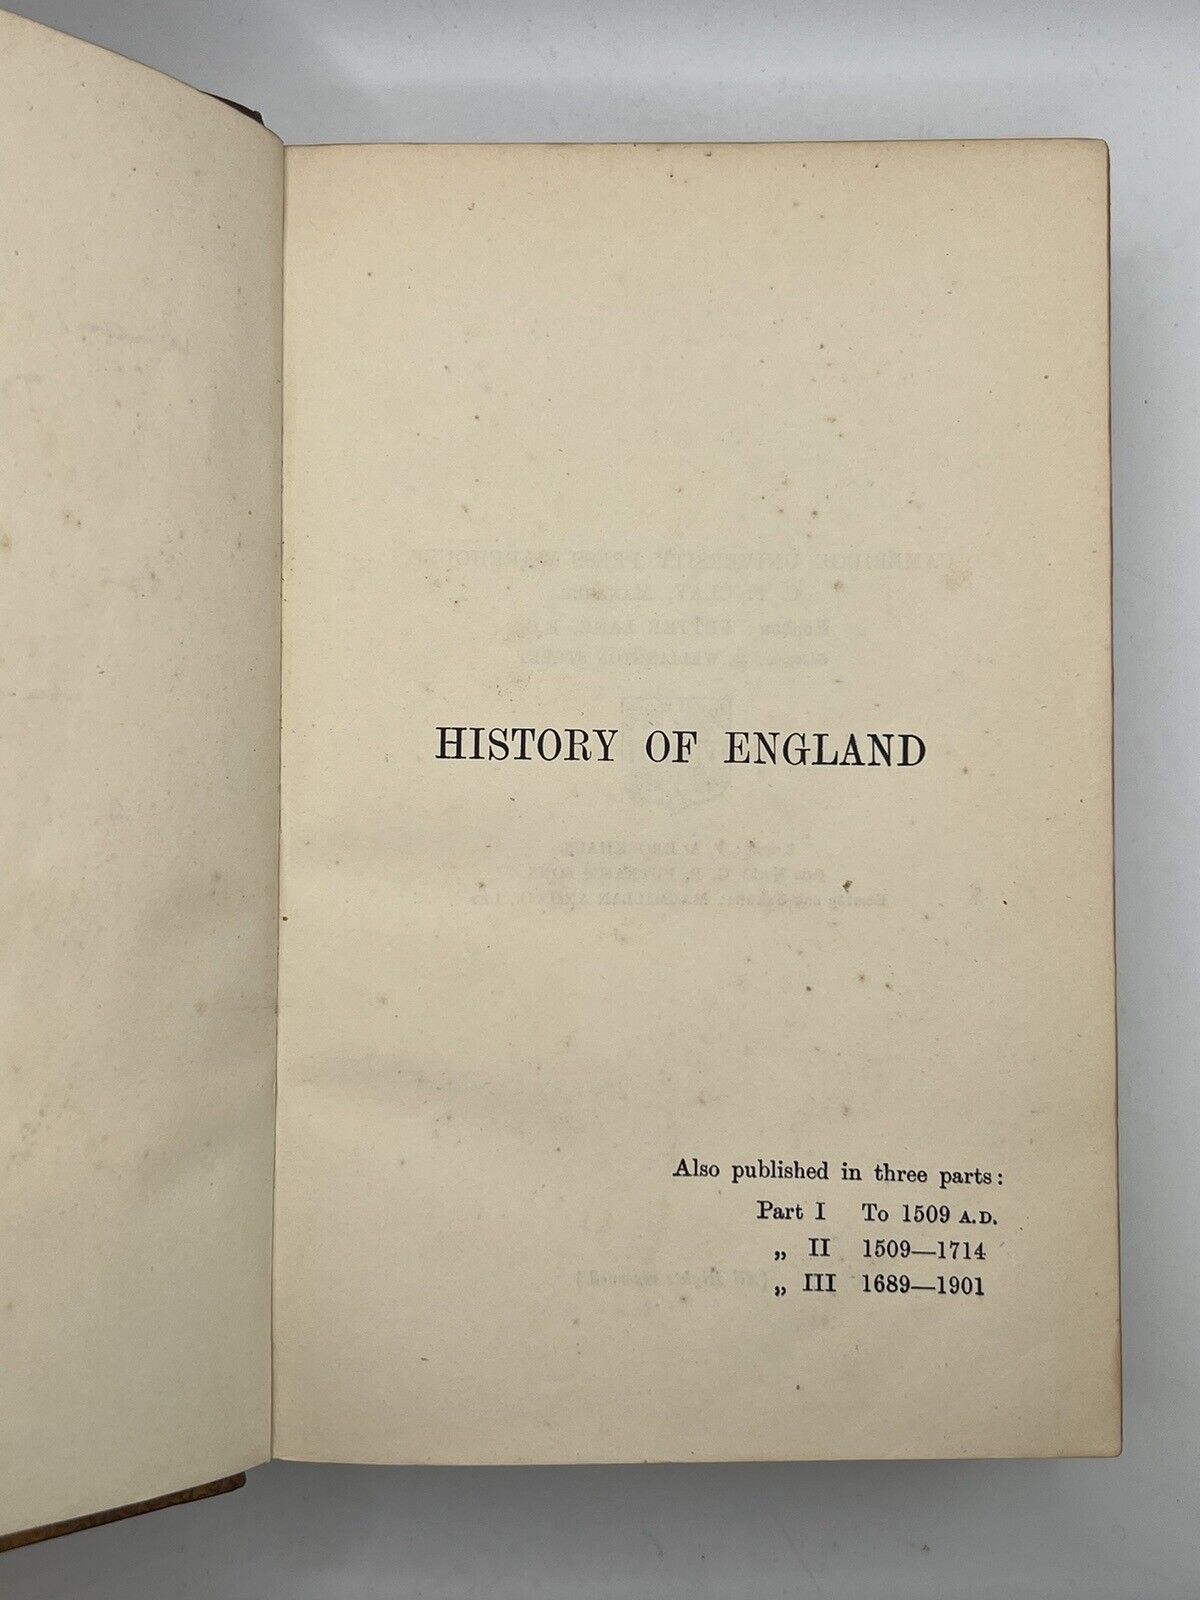 HISTORY OF ENGLAND
Also published in three parts:
Part I To 1509 A.D.
„ II 1509—1714
„ III 1689—1901